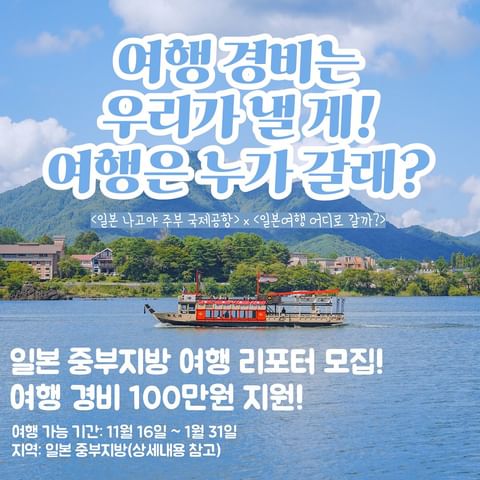 여행 경비는
우리가 낼 게!
여행은 누가 갈래?
<일본 나고야 주부 국제공항> x <일본여행 어디로 갈까?>
일본 중부지방 여행 리포터 모집!
여행 경비 100만원 지원!
여행 가능 기간: 11월 16일 ~ 1월 31일
지역: 일본 중부지방(상세내용 참고)